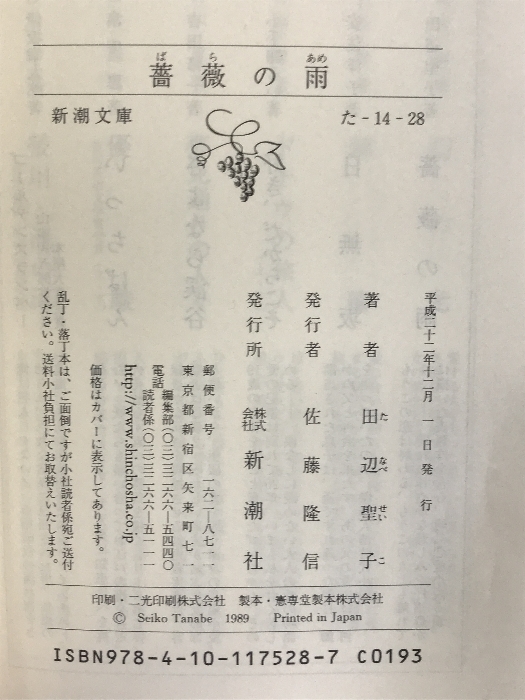 薔薇の雨
ばら
あめ
新潮文庫
た-14-28
平成二十二年十二月一日発行
著者 田辺聖子
たなべせいこ
発行者 佐藤隆信
発行所 株式会社 新潮社
郵便番号 一六二―八七一一
東京都新宿区矢来町七一
電話 編集部(〇三)三二六六―五四四〇
読者係(〇三)三二六六―五一一一
http://www.shinchosha.co.jp
価格はカバーに表示してあります。
乱丁・落丁本は、ご面倒ですが小社読者係宛ご送付
ください。送料小社負担にてお取替えいたします。
印刷・二光印刷株式会社 製本・憲専堂製本株式会社
© Seiko Tanabe 1989 Printed in Japan
ISBN978-4-10-117528-7 C0193